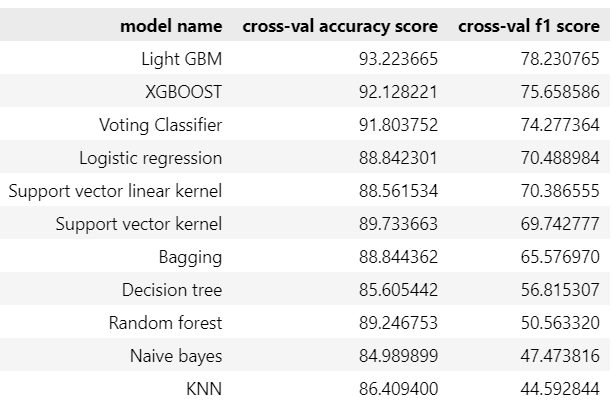 model name cross-val accuracy score cross-val f1 score
Light GBM 93.223665 78.230765
XGBOOST 92.128221 75.658586
Voting Classifier 91.803752 74.277364
Logistic regression 88.842301 70.488984
Support vector linear kernel 88.561534 70.386555
Support vector kernel 89.733663 69.742777
Bagging 88.844362 65.576970
Decision tree 85.605442 56.815307
Random forest 89.246753 50.563320
Naive bayes 84.989899 47.473816
KNN 86.409400 44.592844